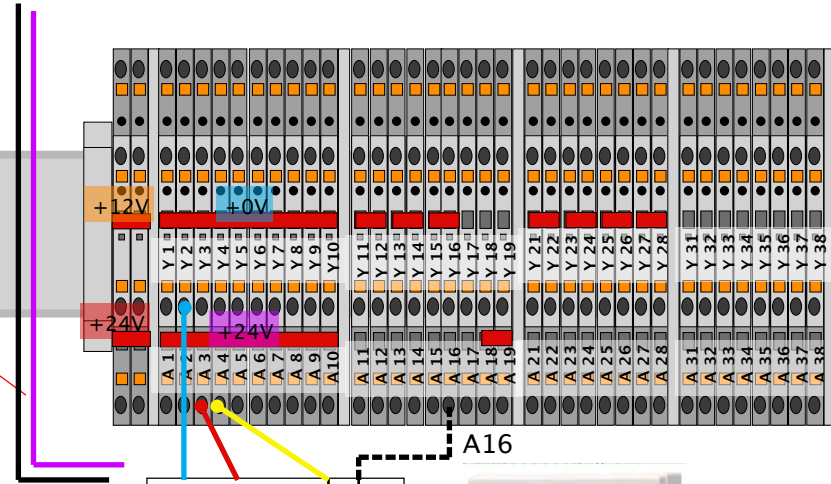 +12V
+0V
Y 1 Y 2 Y 3 Y 4 Y 5 Y 6 Y 7 Y 8 Y 9 Y10
Y 11 Y 12 Y 13 Y 14 Y 15 Y 16 Y 17 Y 18 Y 19
Y 21 Y 22 Y 23 Y 24 Y 25 Y 26 Y 27 Y 28
Y 31 Y 32 Y 33 Y 34 Y 35 Y 36 Y 37 Y 38
+24V
+24V
A 1 A 2 A 3 A 4 A 5 A 6 A 7 A 8 A 9 A10
A 11 A 12 A 13 A 14 A 15 A 16 A 17 A 18 A 19
A 21 A 22 A 23 A 24 A 25 A 26 A 27 A 28
A 31 A 32 A 33 A 34 A 35 A 36 A 37 A 38
A16